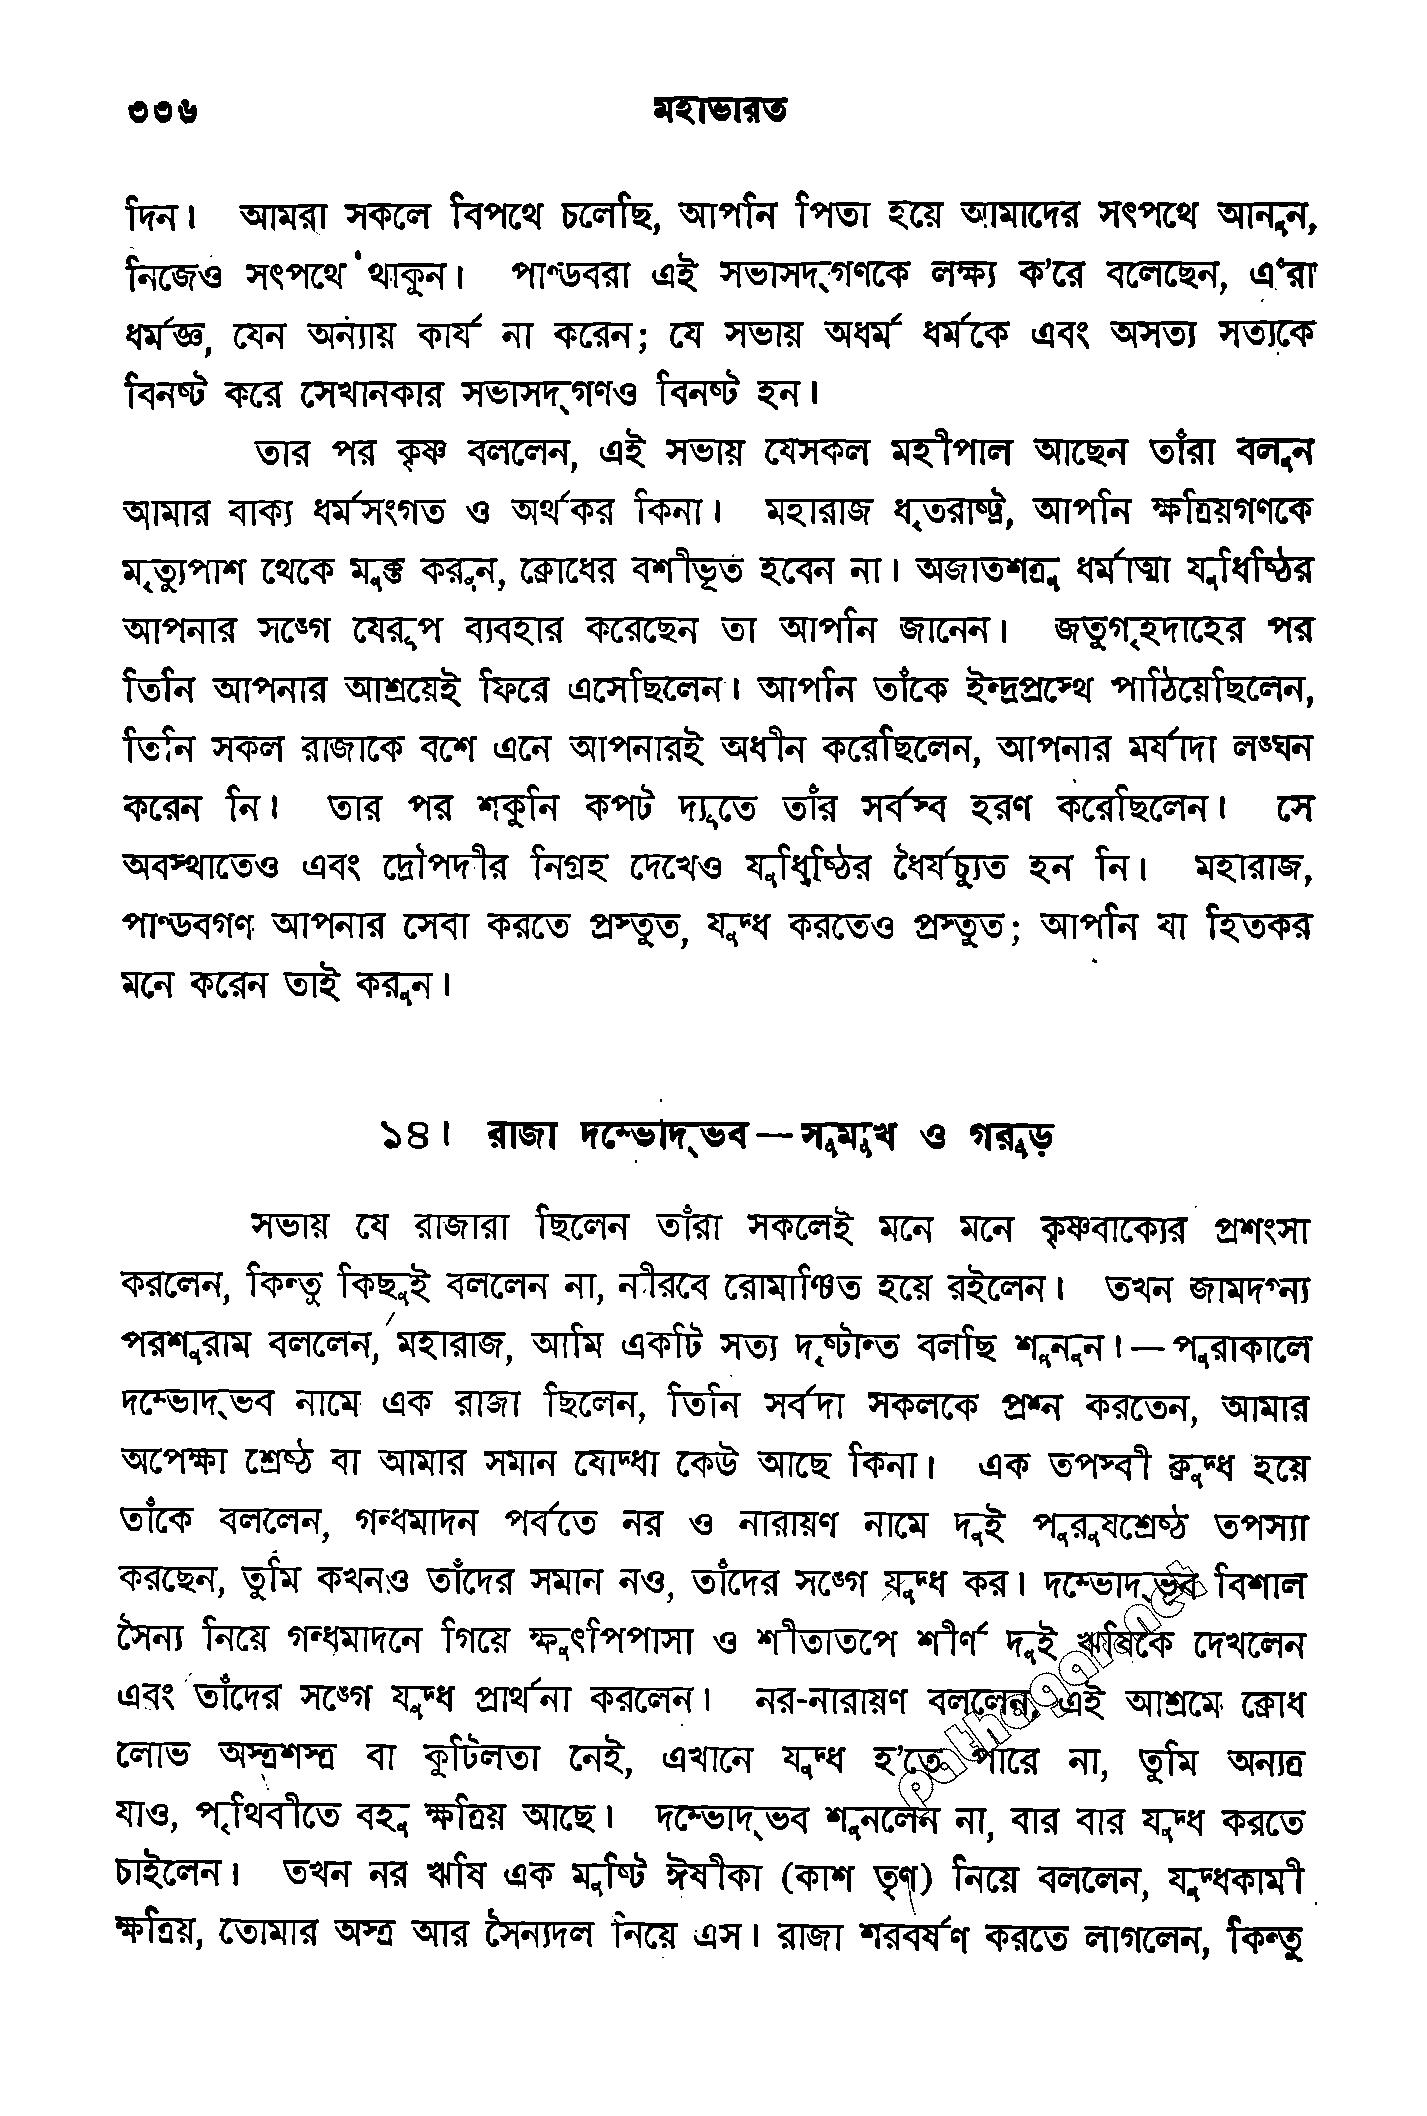 ৩৩৬ মহাভারত
দিন। আমরা সকলে বিপথে চলেছি, আপনি পিতা হয়ে আমাদের সৎপথে আনুন,
নিজেও সৎপথে থাকুন। পাণ্ডবরা এই সভাসদ্‌গণকে লক্ষ্য ক’রে বলেছেন, এঁরা
ধর্মজ্ঞ, যেন অন্যায় কার্য না করেন; যে সভায় অধর্ম ধর্মকে এবং অসত্য সত্যকে
বিনষ্ট করে সেখানকার সভাসদ্‌গণও বিনষ্ট হন।
তার পর কৃষ্ণ বললেন, এই সভায় যেসকল মহীপাল আছেন তাঁরা বলুন
আমার বাক্য ধর্মসংগত ও অর্থকর কিনা। মহারাজ ধৃতরাষ্ট্র, আপনি ক্ষত্রিয়গণকে
মৃত্যুপাশ থেকে মুক্ত করুন, ক্রোধের বশীভূত হবেন না। অজাতশত্রু ধর্মাত্মা যুধিষ্ঠির
আপনার সঙ্গে যেরূপ ব্যবহার করেছেন তা আপনি জানেন। জতুগৃহদাহের পর
তিনি আপনার আশ্রয়েই ফিরে এসেছিলেন। আপনি তাঁকে ইন্দ্রপ্রস্থে পাঠিয়েছিলেন,
তিনি সকল রাজাকে বশে এনে আপনারই অধীন করেছিলেন, আপনার মর্যাদা লঙ্ঘন
করেন নি। তার পর শকুনি কপট দ্যূতে তাঁর সর্বস্ব হরণ করেছিলেন। সে
অবস্থাতেও এবং দ্রৌপদীর নিগ্রহ দেখেও যুধিষ্ঠির ধৈর্যচ্যুত হন নি। মহারাজ,
পাণ্ডবগণ আপনার সেবা করতে প্রস্তুত, যুদ্ধ করতেও প্রস্তুত; আপনি যা হিতকর
মনে করেন তাই করুন।
১৪। রাজা দম্ভোদ্‌ভব—সুমুখ ও গরুড়
সভায় যে রাজারা ছিলেন তাঁরা সকলেই মনে মনে কৃষ্ণবাক্যের প্রশংসা
করলেন, কিন্তু কিছুই বললেন না, নীরবে রোমাঞ্চিত হয়ে রইলেন। তখন জামদগ্ন্য
পরশুরাম বললেন, মহারাজ, আমি একটি সত্য দৃষ্টান্ত বলছি শুনুন।—পুরাকালে
দম্ভোদ্‌ভব নামে এক রাজা ছিলেন, তিনি সর্বদা সকলকে প্রশ্ন করতেন, আমার
অপেক্ষা শ্রেষ্ঠ বা আমার সমান যোদ্ধা কেউ আছে কিনা। এক তপস্বী ক্রুদ্ধ হয়ে
তাঁকে বললেন, গন্ধমাদন পর্বতে নর ও নারায়ণ নামে দুই পুরুষশ্রেষ্ঠ তপস্যা
করছেন, তুমি কখনও তাঁদের সমান নও, তাঁদের সঙ্গে যুদ্ধ কর। দম্ভোদ্‌ভব বিশাল
সৈন্য নিয়ে গন্ধমাদনে গিয়ে ক্ষুৎপিপাসা ও শীতাতপে শীর্ণ দুই ঋষিকে দেখলেন
এবং তাঁদের সঙ্গে যুদ্ধ প্রার্থনা করলেন। নর-নারায়ণ বললেন, এই আশ্রমে ক্রোধ
লোভ অস্ত্রশস্ত্র বা কুটিলতা নেই, এখানে যুদ্ধ হ’তে পারে না, তুমি অন্যত্র
যাও, পৃথিবীতে বহু ক্ষত্রিয় আছে। দম্ভোদ্‌ভব শুনলেন না, বার বার যুদ্ধ করতে
চাইলেন। তখন নর ঋষি এক মুষ্টি ঈষীকা (কাশ তৃণ) নিয়ে বললেন, যুদ্ধকামী
ক্ষত্রিয়, তোমার অস্ত্র আর সৈন্যদল নিয়ে এস। রাজা শরবর্ষণ করতে লাগলেন, কিন্তু
pathagar.net